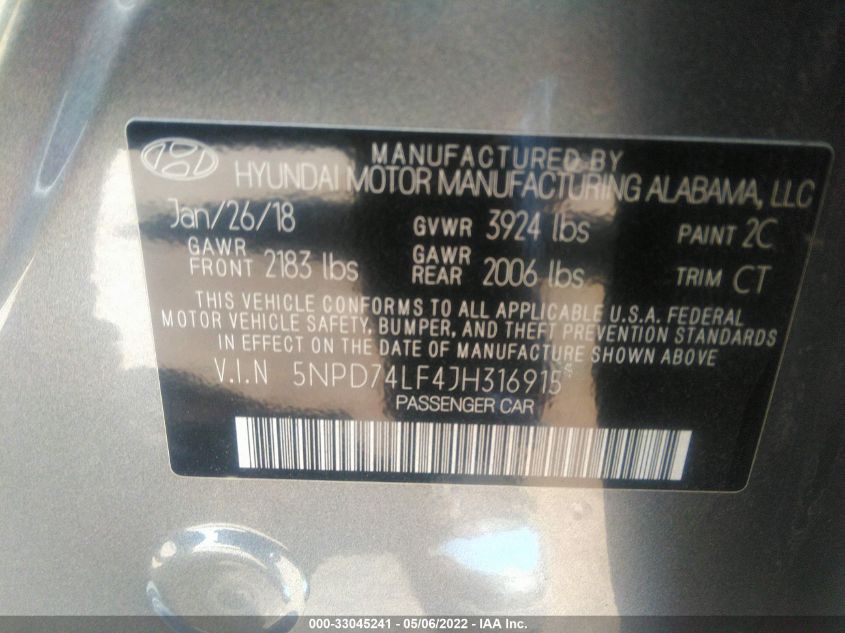 MANUFACTURED BY
HYUNDAI MOTOR MANUFACTURING ALABAMA, LLC
Jan/26/18 GVWR 3924 lbs PAINT 2C
GAWR FRONT 2183 lbs GAWR REAR 2006 lbs TRIM CT
THIS VEHICLE CONFORMS TO ALL APPLICABLE U.S.A. FEDERAL
MOTOR VEHICLE SAFETY, BUMPER, AND THEFT PREVENTION STANDARDS
IN EFFECT ON THE DATE OF MANUFACTURE SHOWN ABOVE
V.I.N 5NPD74LF4JH316915
PASSENGER CAR
000-33045241 - 05/06/2022 - IAA Inc.